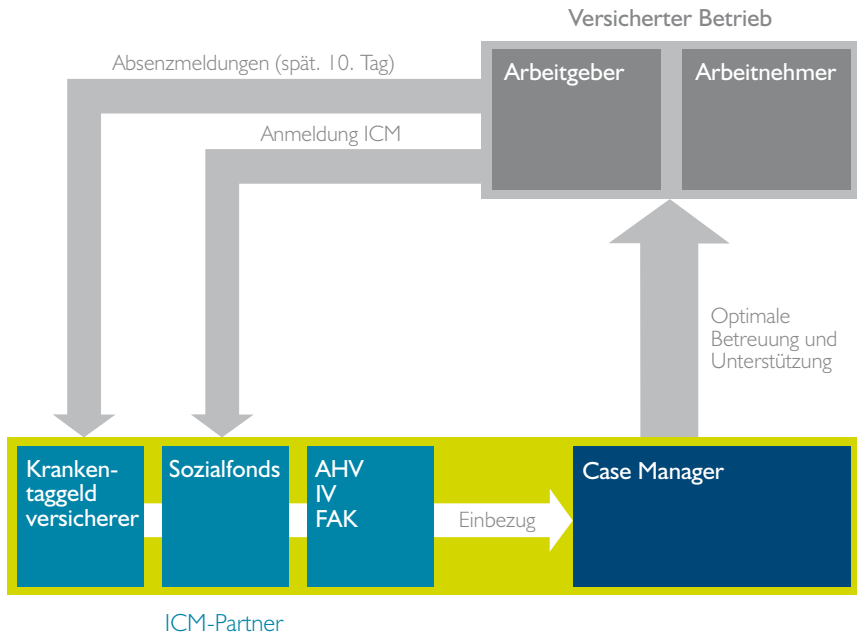 Versicherter Betrieb
Absenzmeldungen (spät. 10. Tag)
Arbeitgeber
Arbeitnehmer
Anmeldung ICM
Optimale
Betreuung und
Unterstützung
Kranken-
taggeld
versicherer
Sozialfonds
AHV
IV
FAK
Einbezug
Case Manager
ICM-Partner